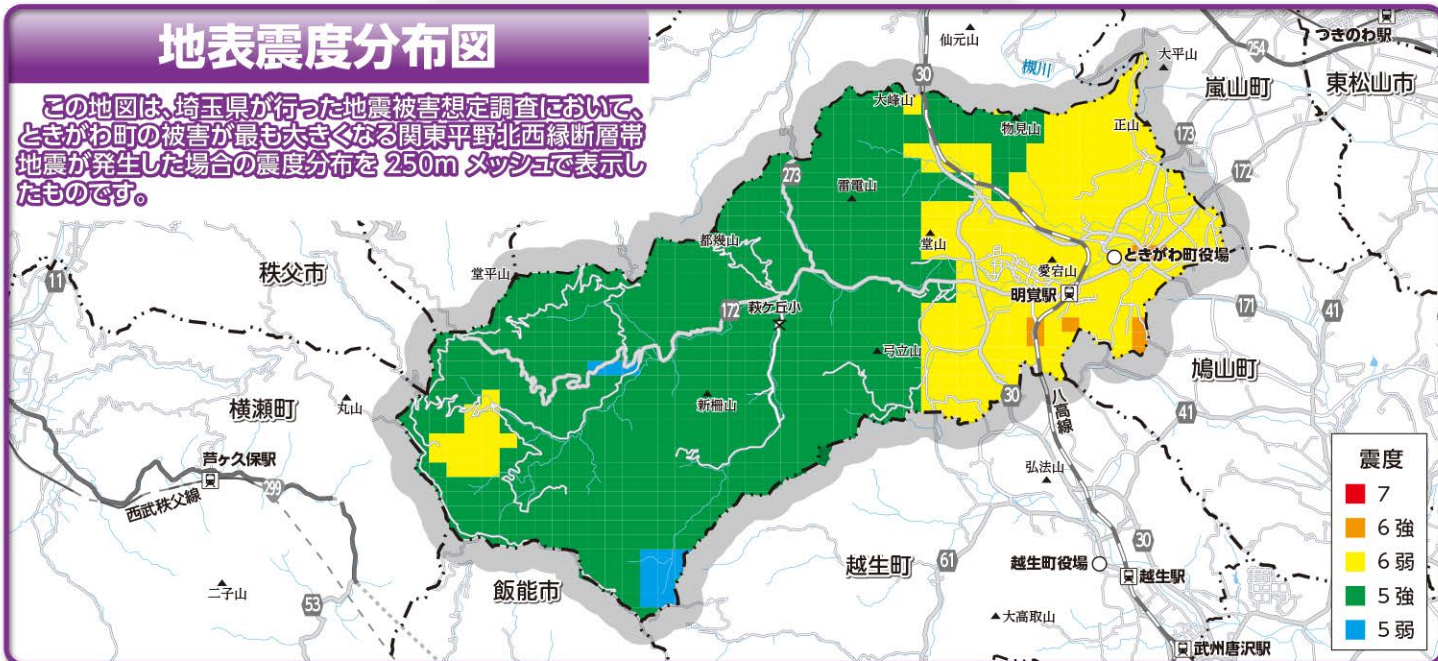 地表震度分布図
この地図は、埼玉県が行った地震被害想定調査において、
ときがわ町の被害が最も大きくなる関東平野北西縁断層帯
地震が発生した場合の震度分布を 250m メッシュで表示し
たものです。
仙元山
つきのわ駅
254
大平山
槻川
30
嵐山町
東松山市
大峰山
物見山
正山
173
172
273
雷電山
都幾山
堂山
ときがわ町役場
愛宕山
秩父市
堂平山
11
明覚駅
172
萩ケ丘小
171
41
弓立山
鳩山町
横瀬町
丸山
新柵山
30
八高線
41
芦ヶ久保駅
299
西武秩父線
弘法山
震度
7
6強
6弱
5強
5弱
30
越生町
61
越生町役場
越生駅
二子山
53
飯能市
大高取山
武州唐沢駅